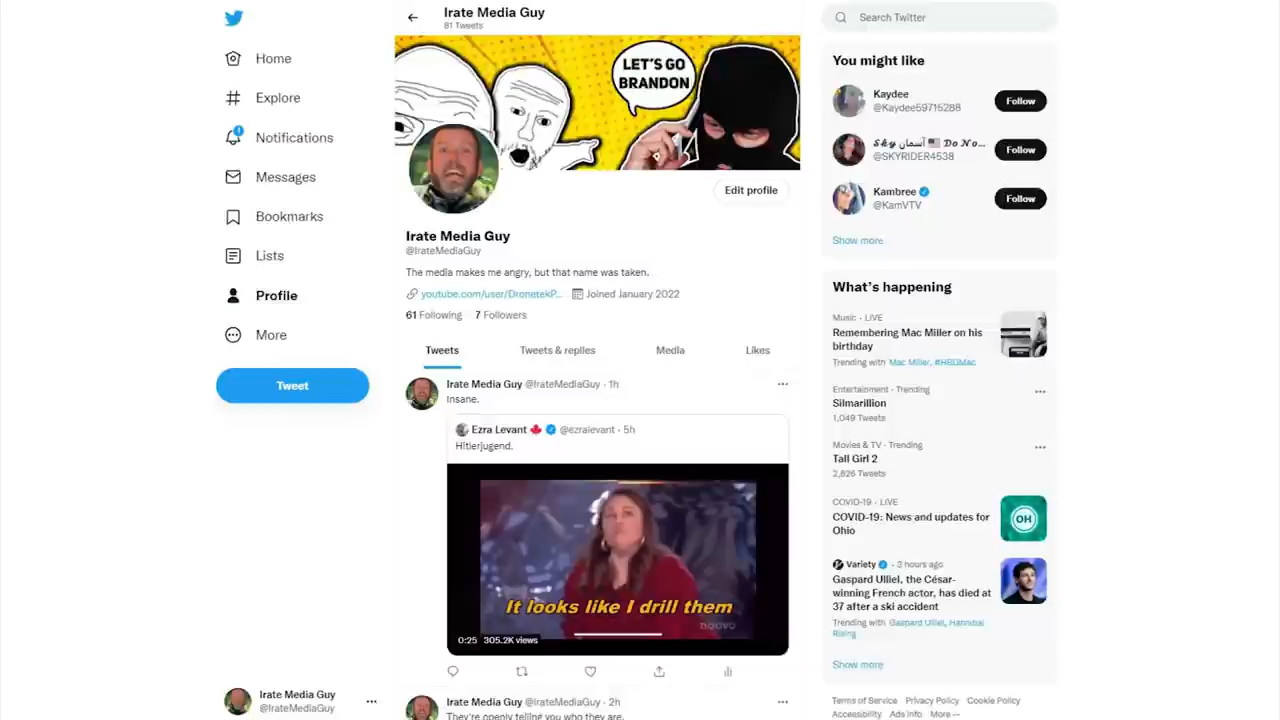 Irate Media Guy
81 Tweets
Home
Explore
Notifications
Messages
Bookmarks
Lists
Profile
More
Tweet
Irate Media Guy
@IrateMediaGuy
LET'S GO
BRANDON
Edit profile
Irate Media Guy
@IrateMediaGuy
The media makes me angry, but that name was taken.
youtube.com/user/DronetekP... Joined January 2022
61 Following 7 Followers
Tweets Tweets & replies Media Likes
Irate Media Guy @IrateMediaGuy · 1h
Insane.
Ezra Levant @ezralevant · 5h
Hitlerjugend.
It looks like I drill them
noovo
0:25 305.2K views
Irate Media Guy @IrateMediaGuy · 2h
They're openly telling you who they are.
Search Twitter
You might like
Kaydee
@Kaydee59715288
Follow
𝓢𝓴𝔂 آسمان 🇺🇸 𝓓𝓸 𝓝𝓸...
@SKYRIDER4538
Follow
Kambree
@KamVTV
Follow
Show more
What's happening
Music · LIVE
Remembering Mac Miller on his
birthday
Trending with Mac Miller, #HBDMac
Entertainment · Trending
Silmarillion
1,049 Tweets
Movies & TV · Trending
Tall Girl 2
2,826 Tweets
COVID-19 · LIVE
COVID-19: News and updates for
Ohio
OH
Variety · 3 hours ago
Gaspard Ulliel, the César-
winning French actor, has died at
37 after a ski accident
Trending with Gaspard Ulliel, Hannibal
Rising
Show more
Terms of Service Privacy Policy Cookie Policy
Accessibility Ads info More ···